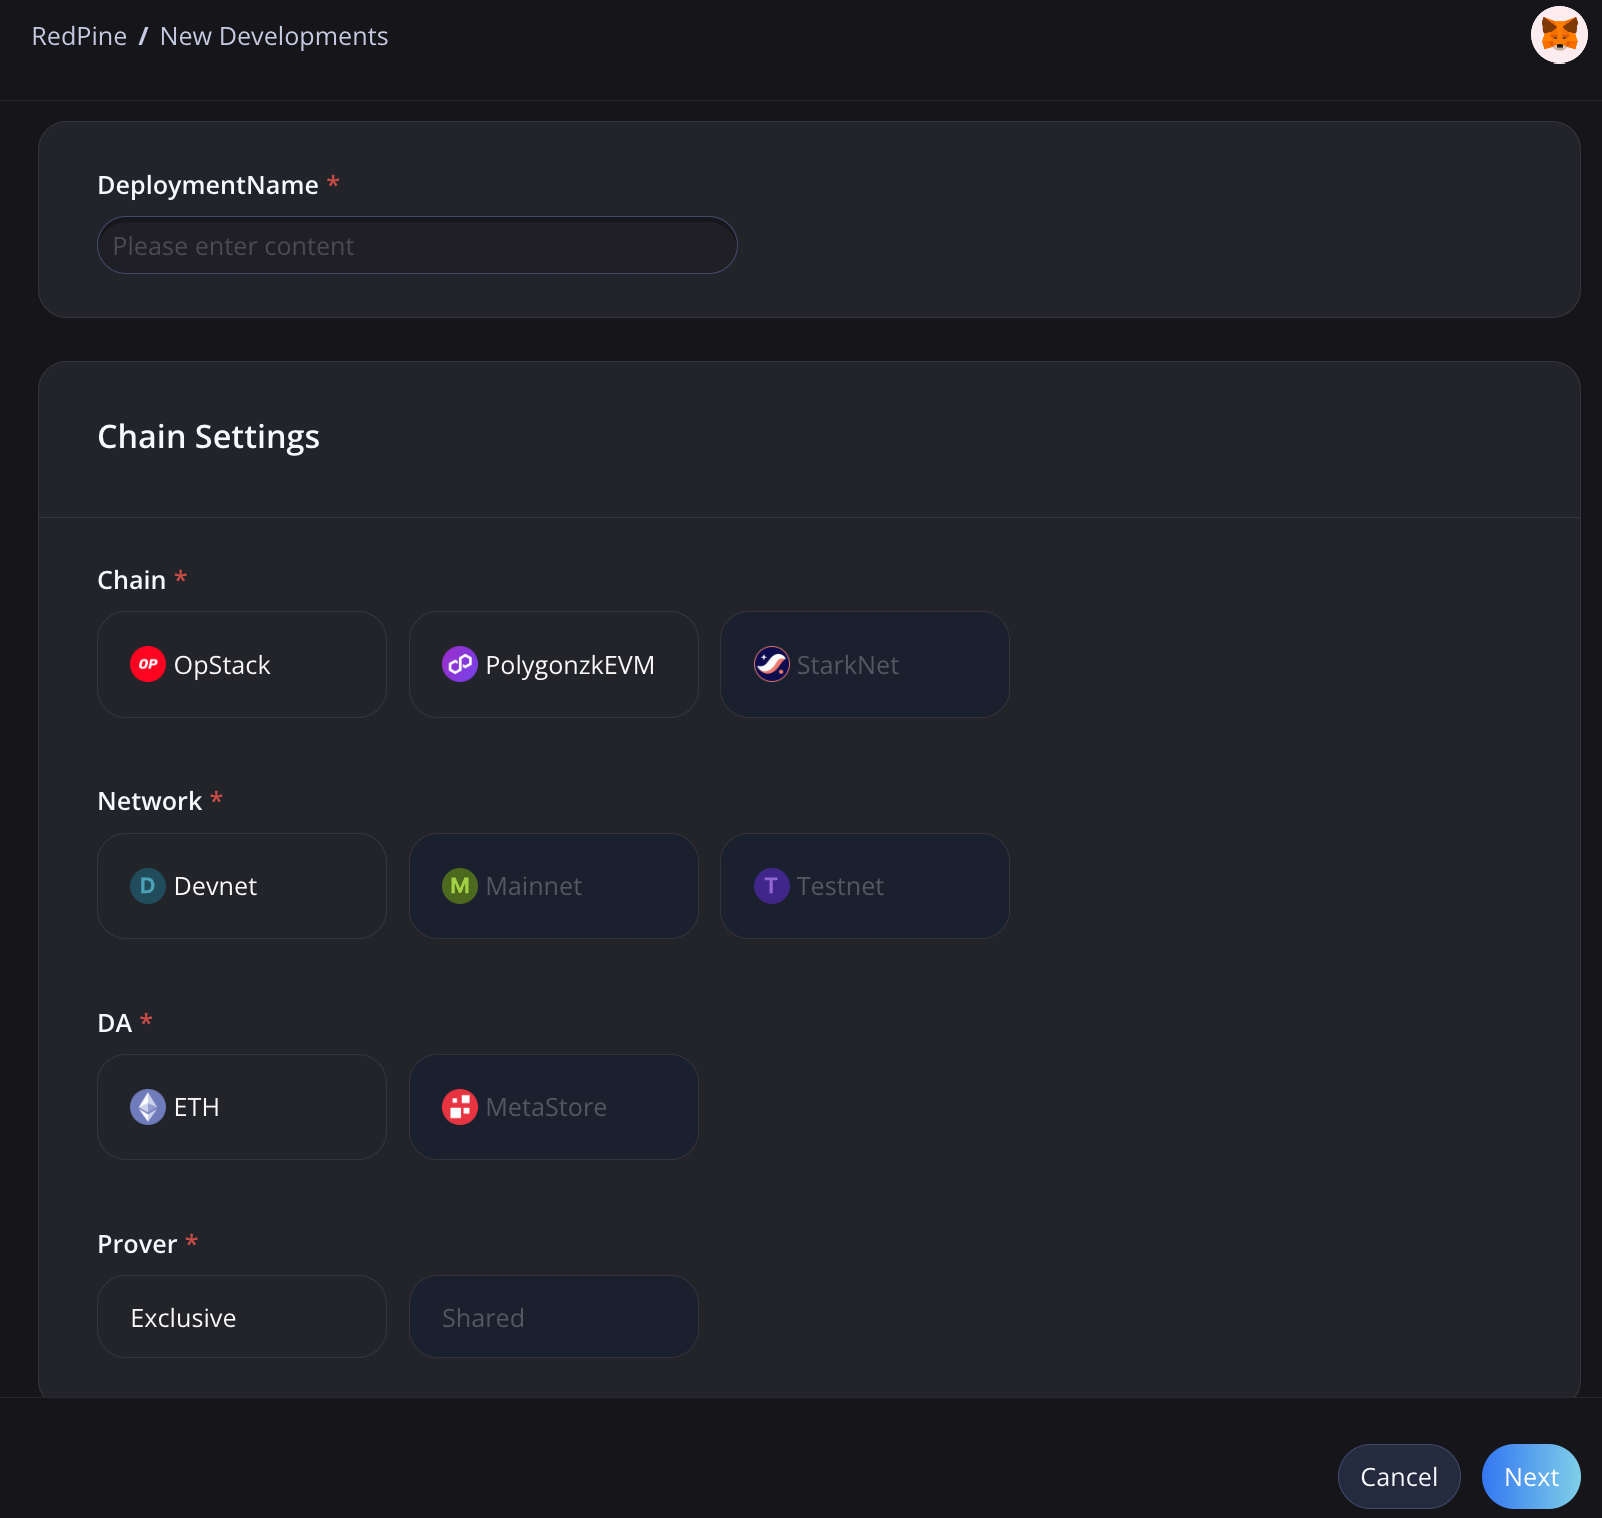 RedPine / New Developments
DeploymentName *
Please enter content
Chain Settings
Chain *
OP OpStack
PolygonzkEVM
StarkNet
Network *
D Devnet
M Mainnet
T Testnet
DA *
ETH
MetaStore
Prover *
Exclusive
Shared
Cancel
Next